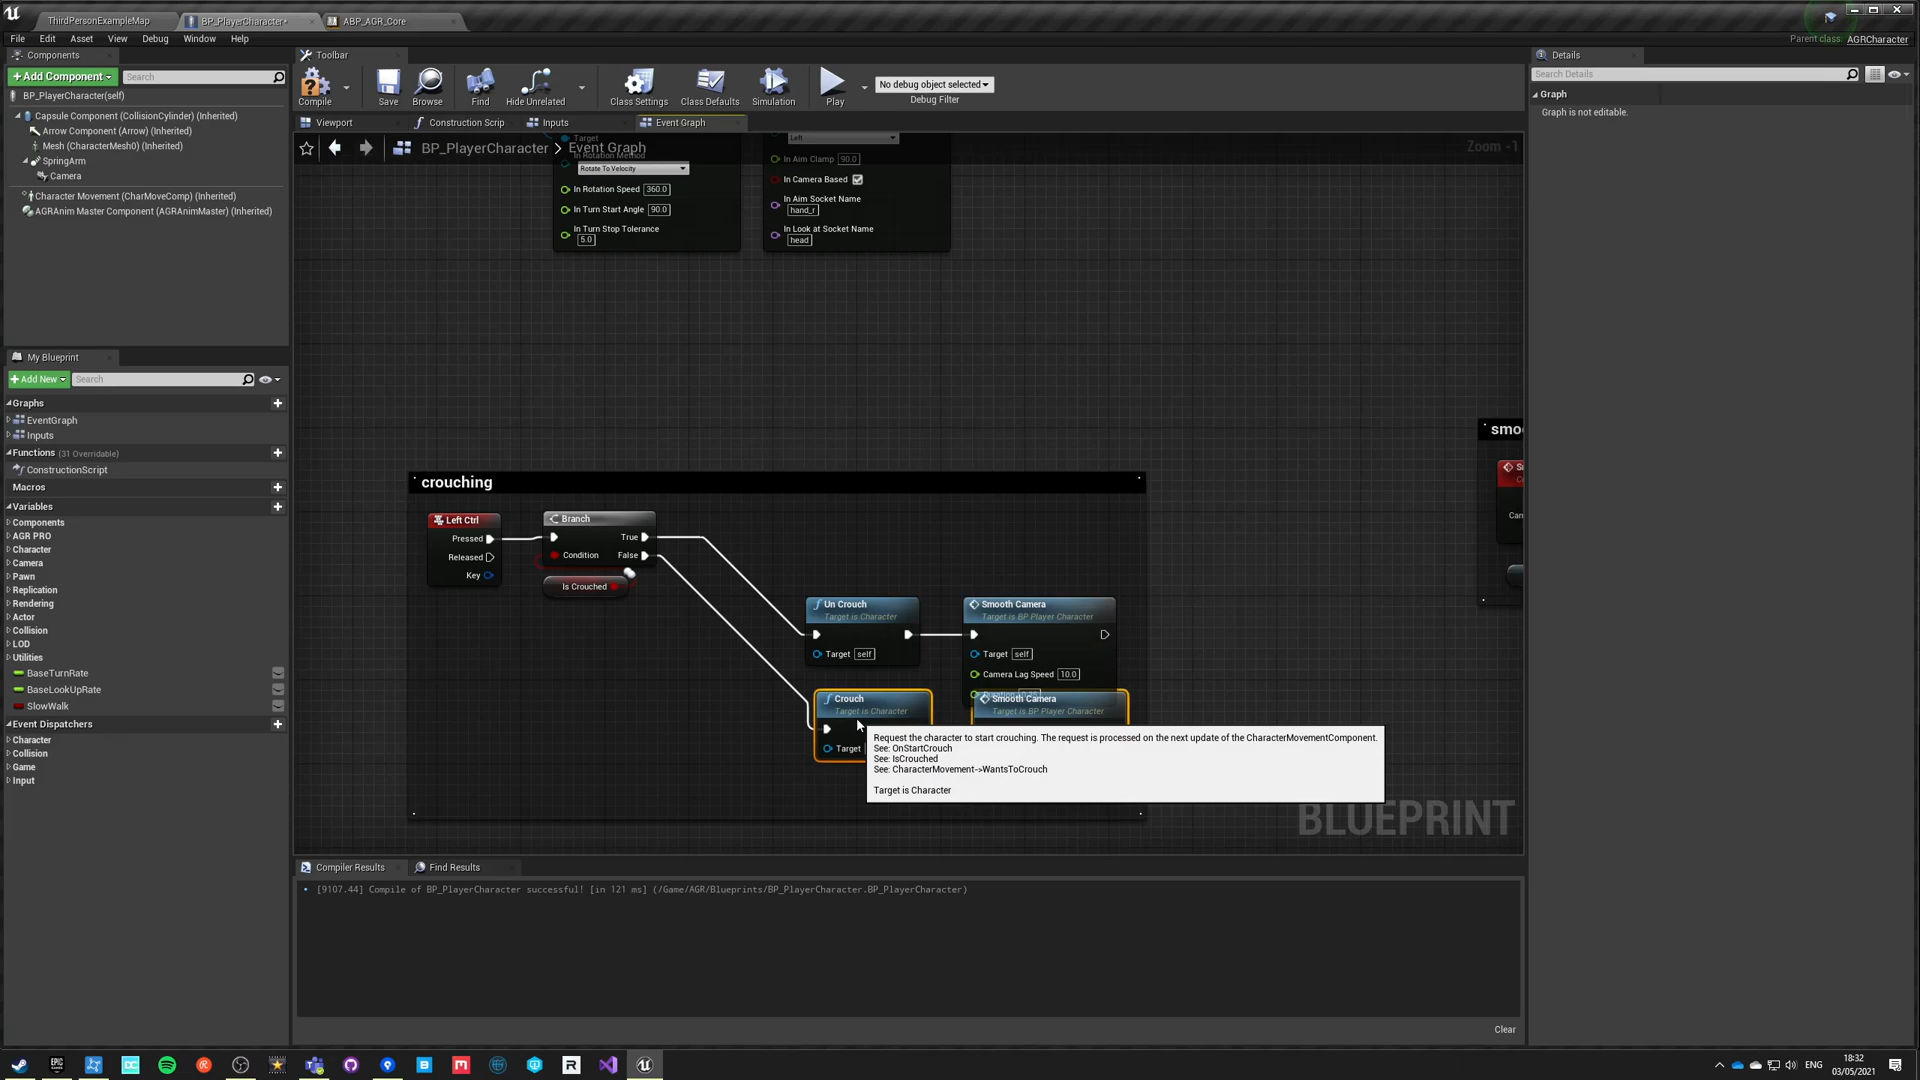 ThirdPersonExampleMap
BP_PlayerCharacter*
ABP_AGR_Core
File Edit Asset View Debug Window Help
Parent class: AGRCharacter
Components
+Add Component
Search
BP_PlayerCharacter(self)
Capsule Component (CollisionCylinder) (Inherited)
Arrow Component (Arrow) (Inherited)
Mesh (CharacterMesh0) (Inherited)
SpringArm
Camera
Character Movement (CharMoveComp) (Inherited)
AGRAnim Master Component (AGRAnimMaster) (Inherited)
My Blueprint
+Add New
Search
Graphs
EventGraph
Inputs
Functions (31 Overridable)
ConstructionScript
Macros
Variables
Components
AGR PRO
Character
Camera
Pawn
Replication
Rendering
Actor
Collision
LOD
Utilities
BaseTurnRate
BaseLookUpRate
SlowWalk
Event Dispatchers
Character
Collision
Game
Input
Toolbar
Compile
Save
Browse
Find
Hide Unrelated
Class Settings
Class Defaults
Simulation
Play
No debug object selected
Debug Filter
Viewport
Construction Scrip
Inputs
Event Graph
BP_PlayerCharacter > Event Graph
Zoom -1
Target
In Rotation Method
Rotate To Velocity
In Rotation Speed 360.0
In Turn Start Angle 90.0
In Turn Stop Tolerance
5.0
Left
In Aim Clamp 90.0
In Camera Based
In Aim Socket Name
hand_r
In Look at Socket Name
head
crouching
Left Ctrl
Pressed
Released
Key
Branch
True
Condition
False
Is Crouched
Un Crouch
Target is Character
Target self
Smooth Camera
Target is BP Player Character
Target self
Camera Lag Speed 10.0
Crouch
Target is Character
Target
Smooth Camera
Target is BP Player Character
Request the character to start crouching. The request is processed on the next update of the CharacterMovementComponent.
See: OnStartCrouch
See: IsCrouched
See: CharacterMovement->WantsToCrouch
Target is Character
smo
Cam
BLUEPRINT
Compiler Results
Find Results
[9107.44] Compile of BP_PlayerCharacter successful! [in 121 ms] (/Game/AGR/Blueprints/BP_PlayerCharacter.BP_PlayerCharacter)
Clear
Details
Search Details
Graph
Graph is not editable.
ENG
18:32
03/05/2021